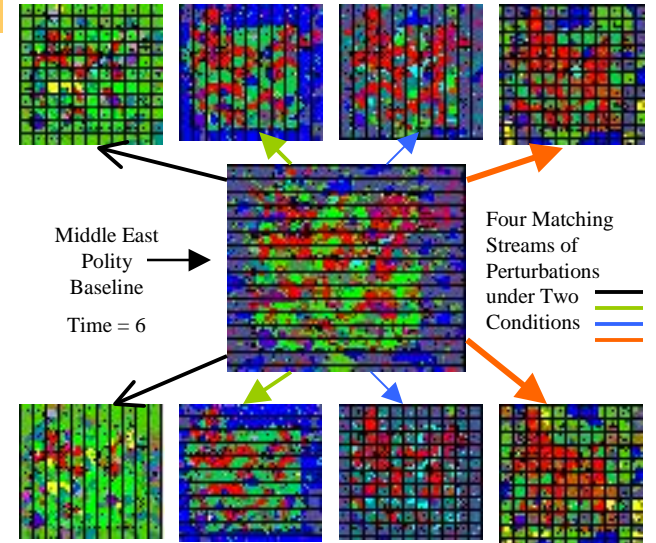 Middle East
Polity
Baseline
Time = 6
Four Matching
Streams of
Perturbations
under Two
Conditions